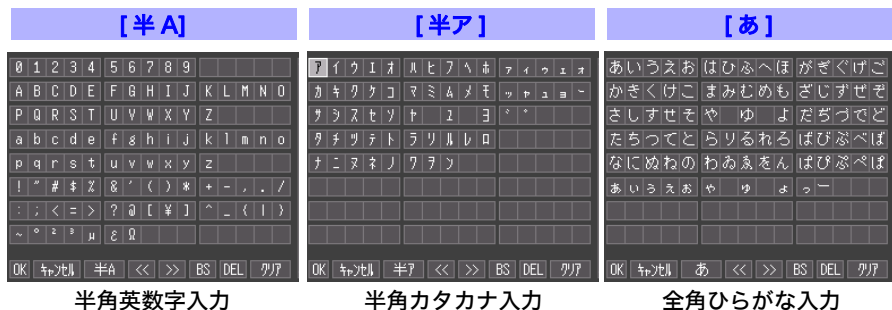 [半A] [半ア] [あ]
0 1 2 3 4 5 6 7 8 9
A B C D E F G H I J K L M N O
P Q R S T U V W X Y Z
a b c d e f g h i j k l m n o
p q r s t u v w x y z
! " # $ % & ' ( ) * + - , . /
: ; < = > ? @ [ ¥ ] ^ _ { | }
~ ° ² ³ µ ε Ω
OK ｷｬﾝｾﾙ 半A << >> BS DEL ｸﾘｱ
ｱ ｲ ｳ ｴ ｵ ﾊ ﾋ ﾌ ﾍ ﾎ ｧ ｨ ｩ ｪ ｫ
ｶ ｷ ｸ ｹ ｺ ﾏ ﾐ ﾑ ﾒ ﾓ ｯ ｬ ｭ ｮ ｰ
ｻ ｼ ｽ ｾ ｿ ﾔ ﾕ ﾖ ﾞ ﾟ
ﾀ ﾁ ﾂ ﾃ ﾄ ﾗ ﾘ ﾙ ﾚ ﾛ
ﾅ ﾆ ﾇ ﾈ ﾉ ﾜ ｦ ﾝ
OK ｷｬﾝｾﾙ 半ｱ << >> BS DEL ｸﾘｱ
あいうえお はひふへほ がぎぐげご
かきくけこ まみむめも ざじずぜぞ
さしすせそ や ゆ よ だぢづでど
たちつてと らりるれろ ばびぶべぼ
なにぬねの わゐゑをん ぱぴぷぺぽ
ぁぃぅぇぉ ゃ ゅ ょ っー
OK ｷｬﾝｾﾙ あ << >> BS DEL ｸﾘｱ
半角英数字入力 半角カタカナ入力 全角ひらがな入力